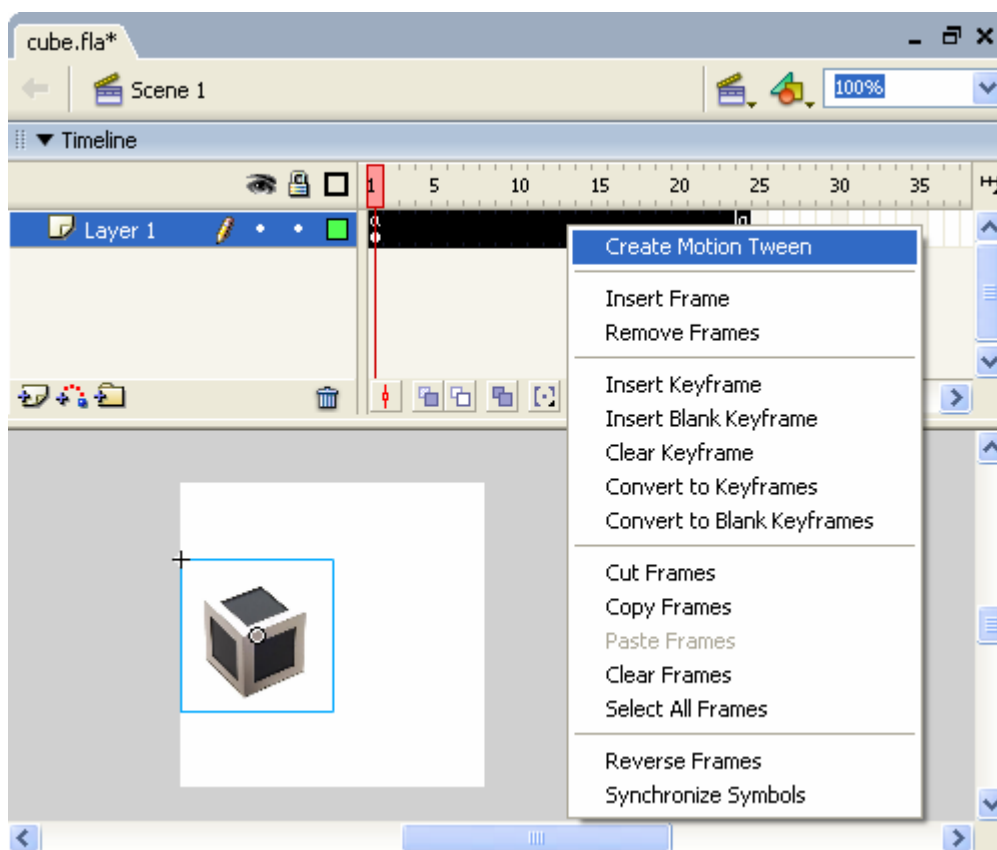 cube.fla*
Scene 1
100%
Timeline
1 5 10 15 20 25 30 35
Layer 1
a
Create Motion Tween
Insert Frame
Remove Frames
Insert Keyframe
Insert Blank Keyframe
Clear Keyframe
Convert to Keyframes
Convert to Blank Keyframes
Cut Frames
Copy Frames
Paste Frames
Clear Frames
Select All Frames
Reverse Frames
Synchronize Symbols